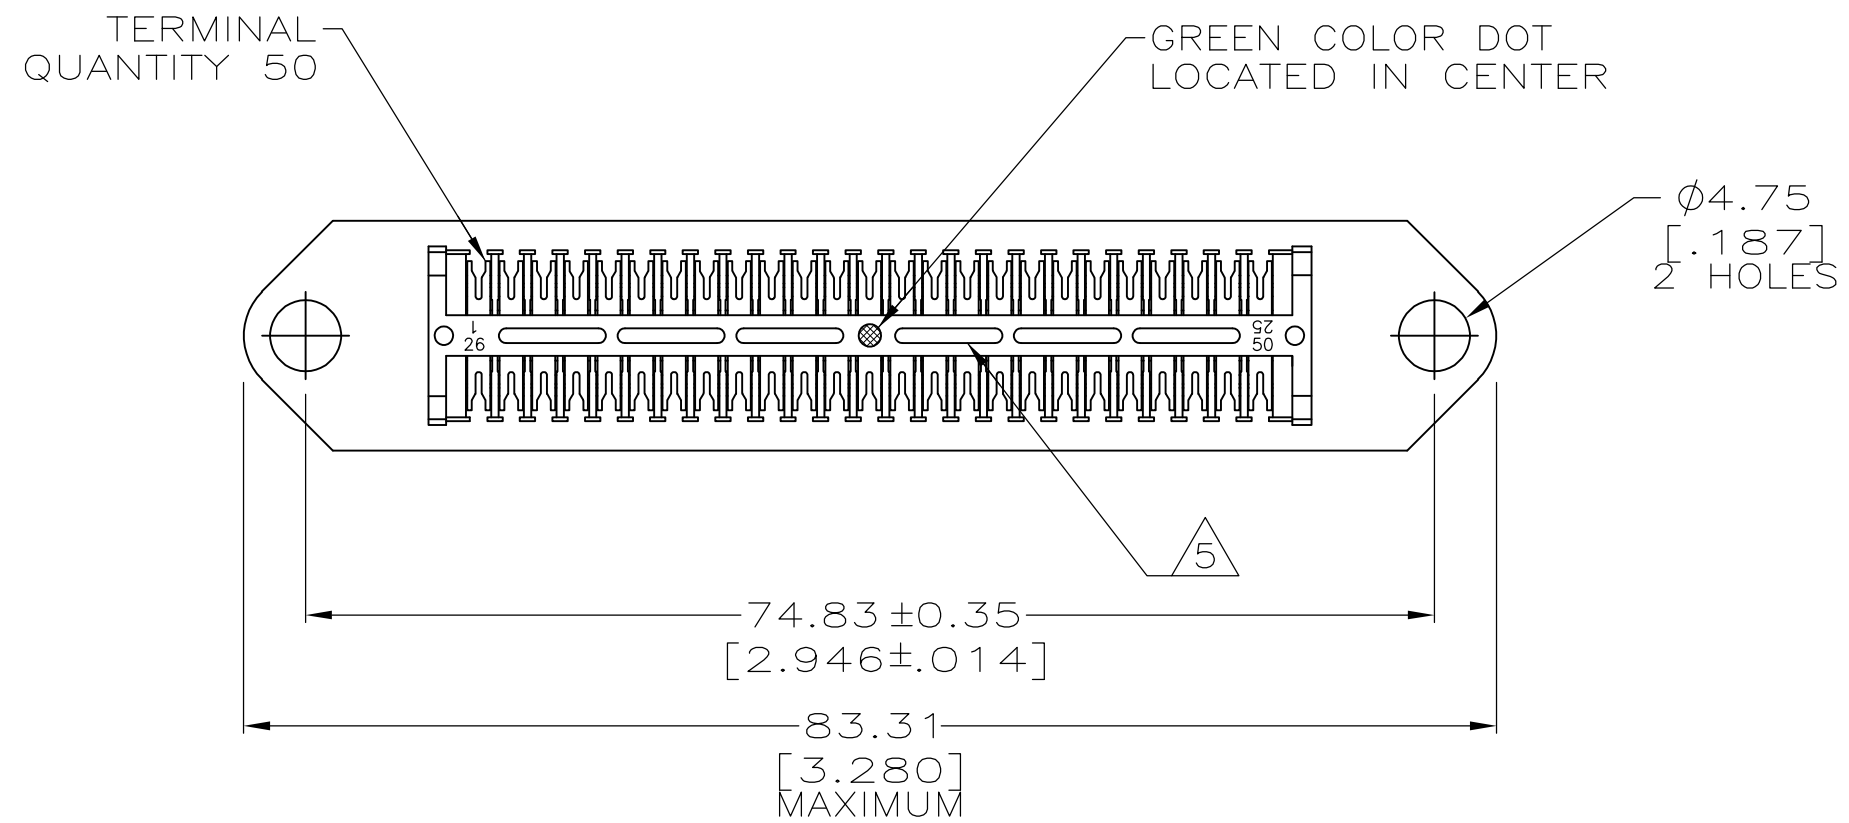 TERMINAL
QUANTITY 50
GREEN COLOR DOT
LOCATED IN CENTER
Ø4.75
[.187]
2 HOLES
1
26
25
50
5
74.83±0.35
[2.946±.014]
83.31
[3.280]
MAXIMUM